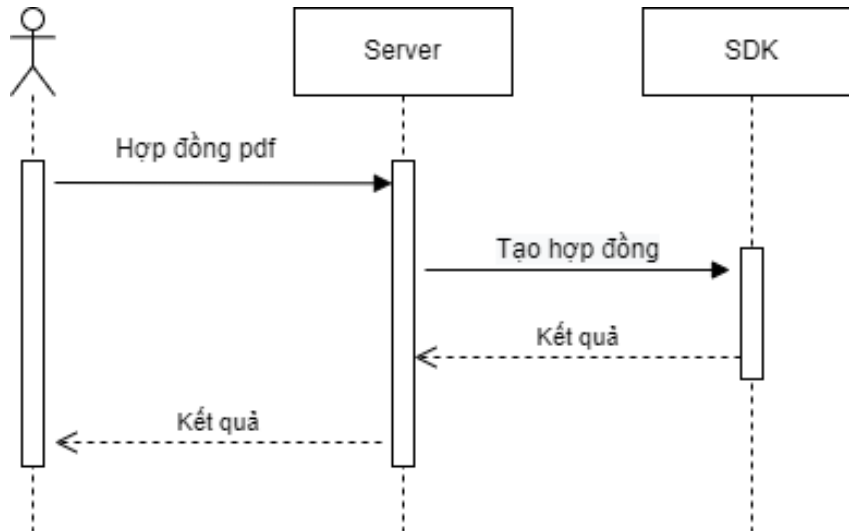 Server
SDK
Hợp đồng pdf
Tạo hợp đồng
Kết quả
Kết quả